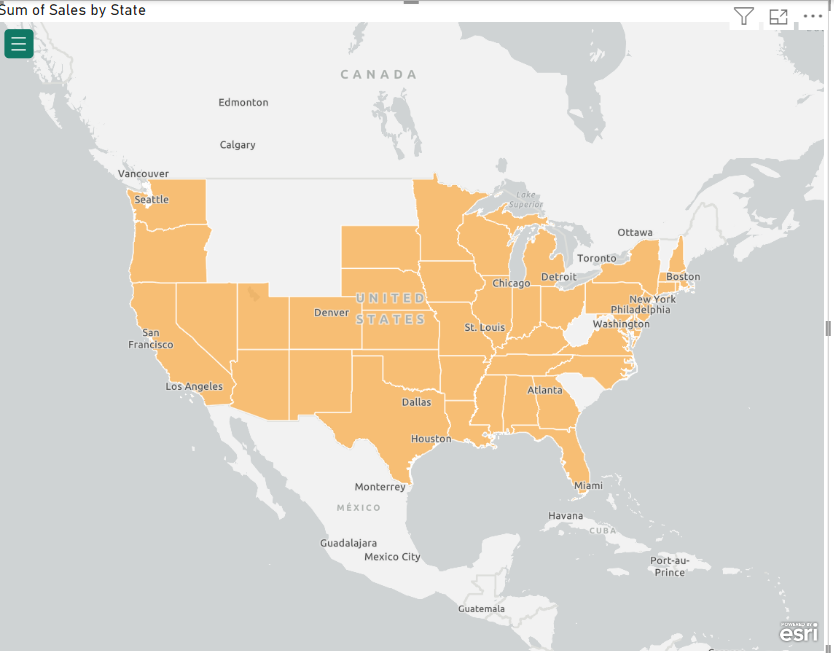 Sum of Sales by State
CANADA
Edmonton
Calgary
Vancouver
Seattle
Lake
Superior
Ottawa
Toronto
Detroit
Boston
Chicago
UNITED
STATES
New York
Philadelphia
Denver
Washington
St. Louis
San
Francisco
Los Angeles
Atlanta
Dallas
Houston
Monterrey
Miami
MÉXICO
Havana
CUBA
Guadalajara
Mexico City
Port-au-
Prince
Guatemala
POWERED BY
esri